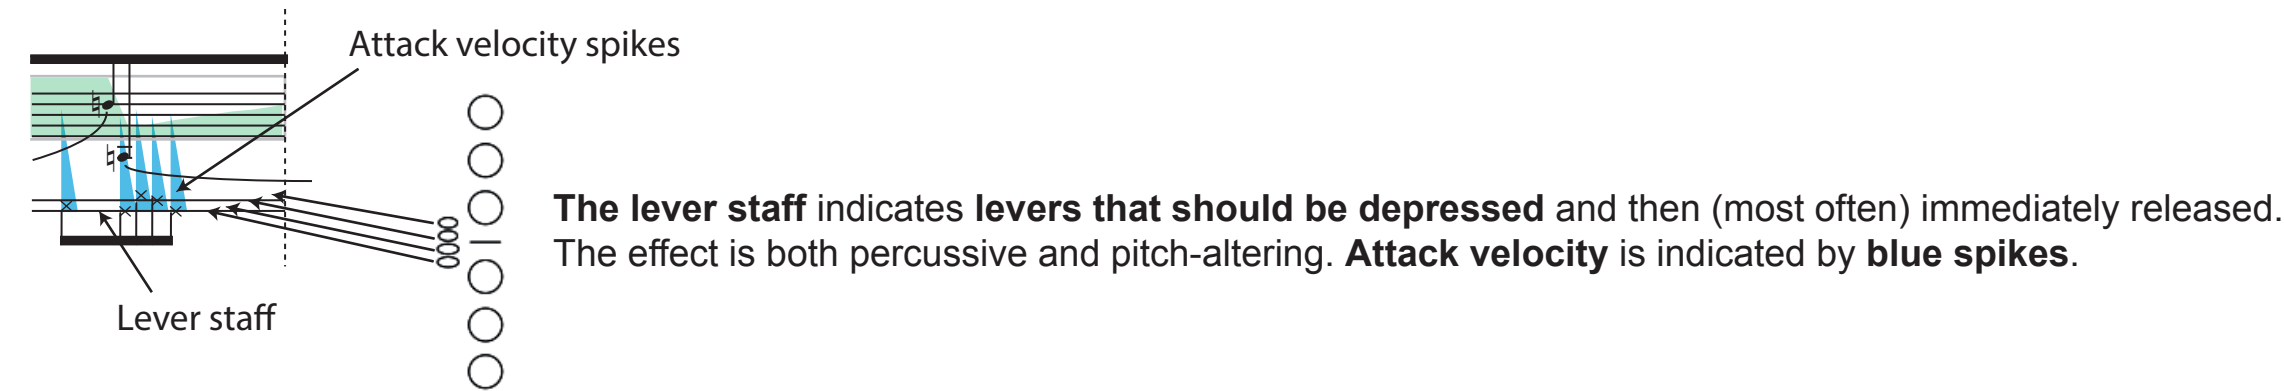 Attack velocity spikes
The lever staff indicates levers that should be depressed and then (most often) immediately released.
The effect is both percussive and pitch-altering. Attack velocity is indicated by blue spikes.
Lever staff